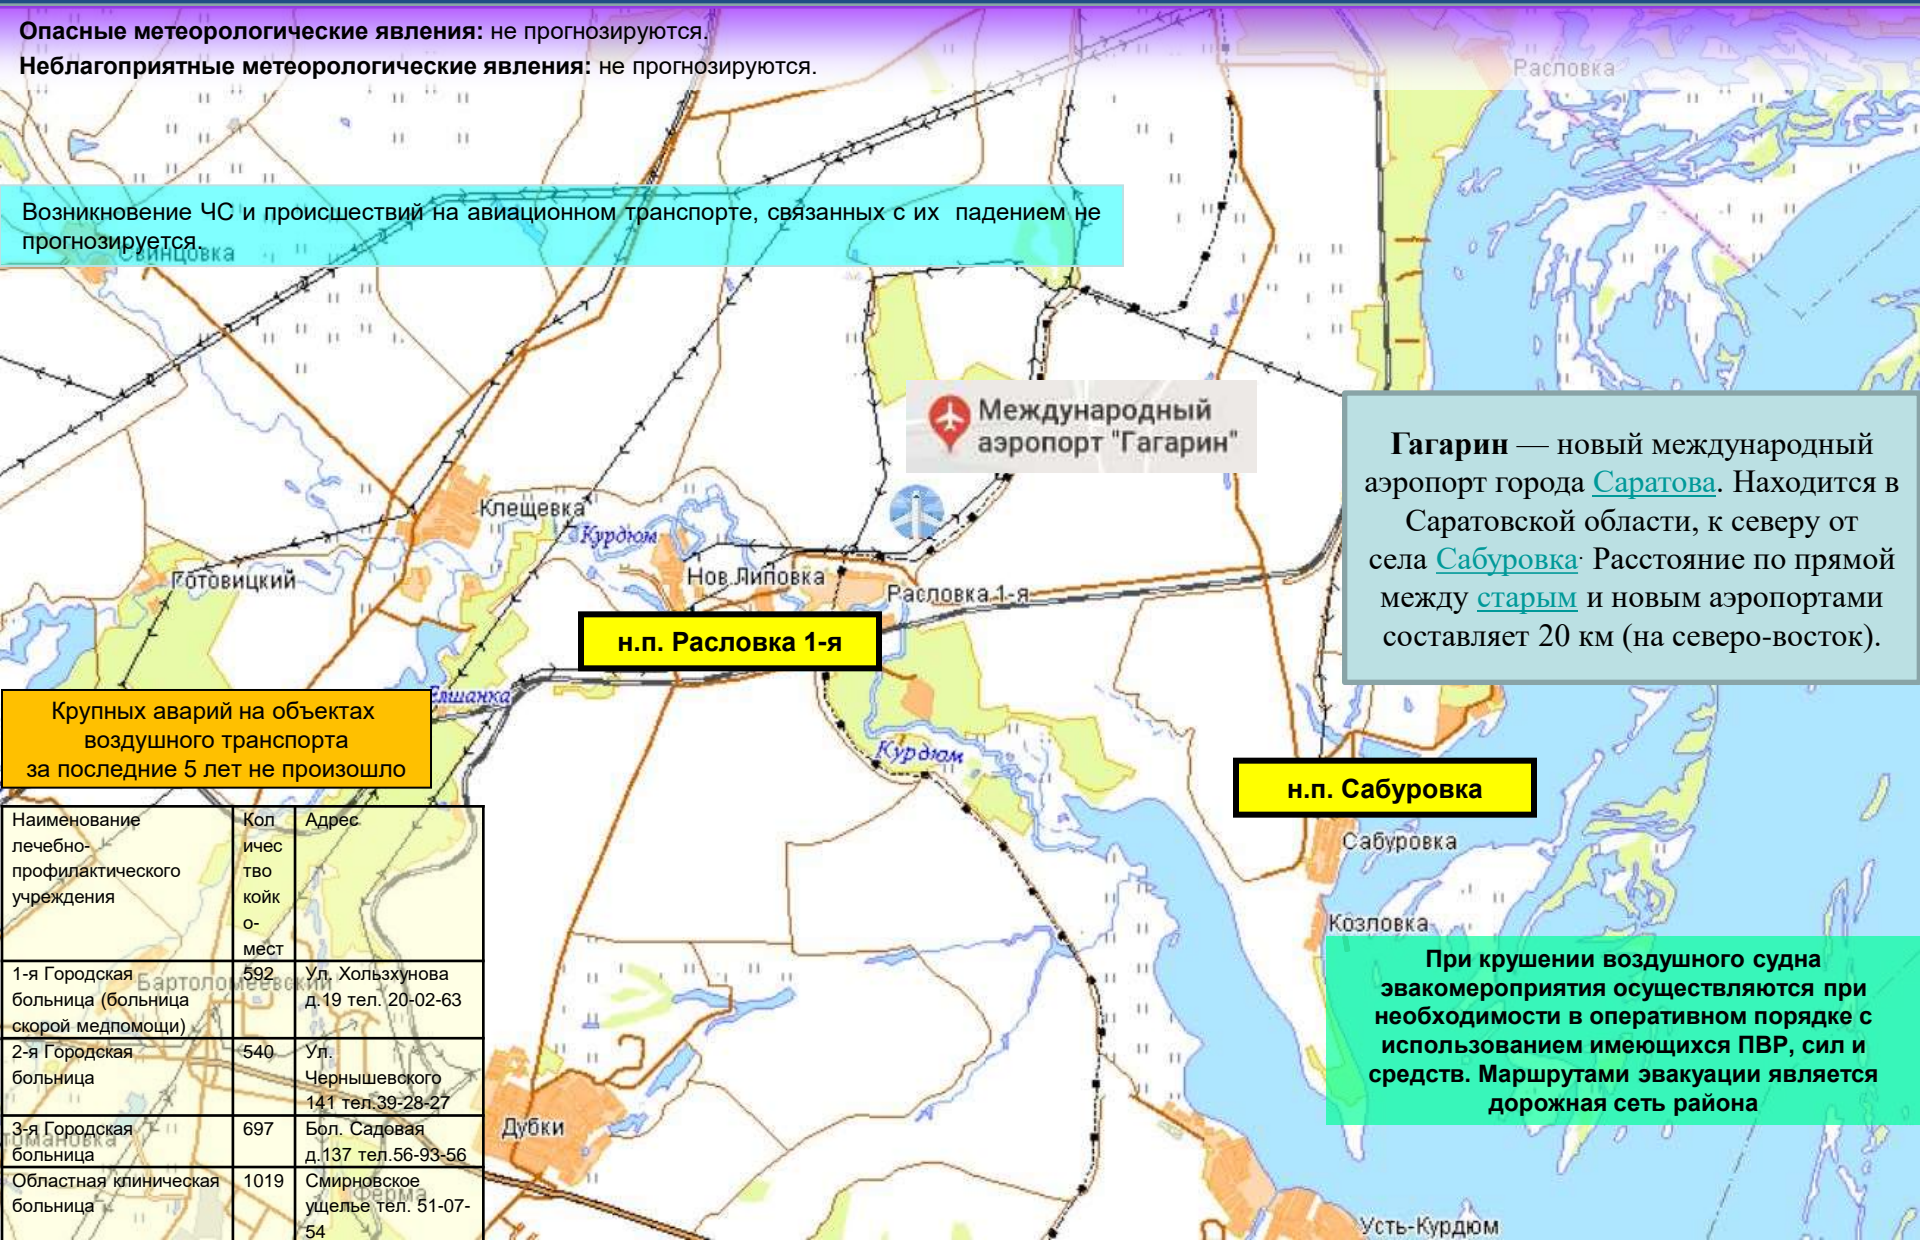 Опасные метеорологические явления: не прогнозируются.
Неблагоприятные метеорологические явления: не прогнозируются.
Расловка
Возникновение ЧС и происшествий на авиационном транспорте, связанных с их падением не
прогнозируется.
Свинцовка
Международный
аэропорт "Гагарин"
Гагарин — новый международный
аэропорт города Саратова. Находится в
Саратовской области, к северу от
села Сабуровка. Расстояние по прямой
между старым и новым аэропортами
составляет 20 км (на северо-восток).
Клещевка
Курдюм
Готовицкий
Нов.Липовка
Расловка 1-я
н.п. Расловка 1-я
Елшанка
Крупных аварий на объектах
воздушного транспорта
за последние 5 лет не произошло
Курдюм
н.п. Сабуровка
Сабуровка
Козловка
При крушении воздушного судна
эвакомероприятия осуществляются при
необходимости в оперативном порядке с
использованием имеющихся ПВР, сил и
средств. Маршрутами эвакуации является
дорожная сеть района
Наименование
лечебно-
профилактического
учреждения
Кол
ичес
тво
койк
о-
мест
Адрес
1-я Городская
больница (больница
скорой медпомощи)
592
Ул. Хользхунова
д.19 тел. 20-02-63
Бартоломеевский
2-я Городская
больница
540
Ул.
Чернышевского
141 тел.39-28-27
3-я Городская
больница
697
Бол. Садовая
д.137 тел.56-93-56
Областная клиническая
больница
1019
Смирновское
ущелье тел. 51-07-
54
Ферма
Дубки
Усть-Курдюм